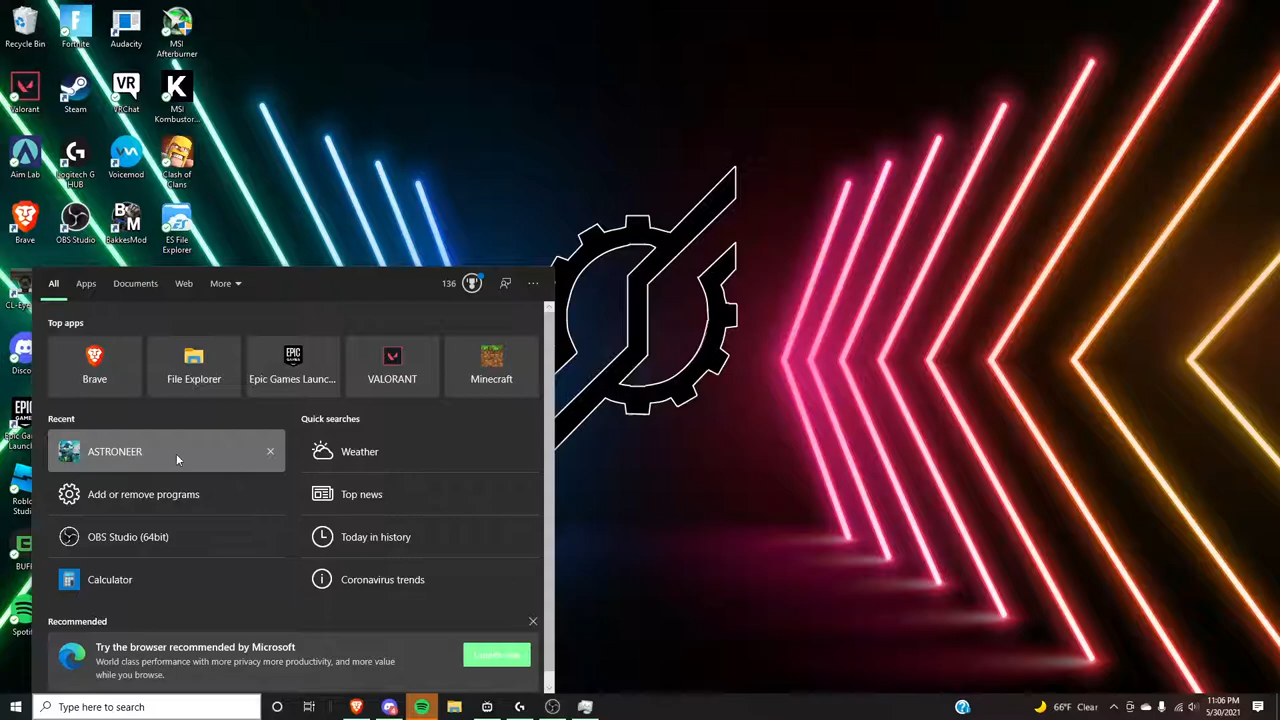 Recycle Bin
Fortnite
Audacity
MSI
Afterburner
Valorant
Steam
VR
VRChat
K
MSI
Kombustor...
Aim Lab
Logitech G
HUB
Voicemod
Clash of
Clans
Brave
OBS Studio
BakkesMod
ES File
Explorer
All
Apps
Documents
Web
More
136
Top apps
Brave
File Explorer
EPIC
GAMES
Epic Games Launc...
VALORANT
Minecraft
Recent
Quick searches
ASTRONEER
Weather
Add or remove programs
Top news
OBS Studio (64bit)
Today in history
Calculator
Coronavirus trends
Recommended
Try the browser recommended by Microsoft
World class performance with more privacy more productivity, and more value
while you browse.
Type here to search
66°F Clear
11:06 PM
5/30/2021